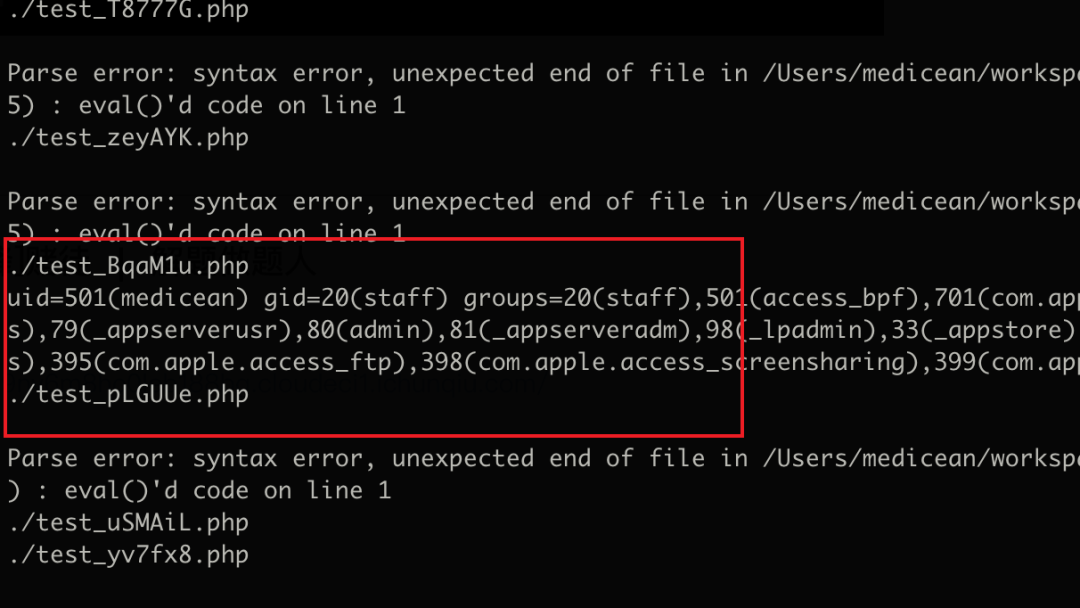 ./test_T8777G.php
Parse error: syntax error, unexpected end of file in /Users/medicean/workspa
5) : eval()'d code on line 1
./test_zeyAYK.php
Parse error: syntax error, unexpected end of file in /Users/medicean/workspa
5) : eval()'d code on line 1
./test_BqaM1u.php
uid=501(medicean) gid=20(staff) groups=20(staff),501(access_bpf),701(com.app
s),79(_appserverusr),80(admin),81(_appserveradm),98(_lpadmin),33(_appstore)
s),395(com.apple.access_ftp),398(com.apple.access_screensharing),399(com.app
./test_pLGUUe.php
Parse error: syntax error, unexpected end of file in /Users/medicean/workspa
) : eval()'d code on line 1
./test_uSMAiL.php
./test_yv7fx8.php